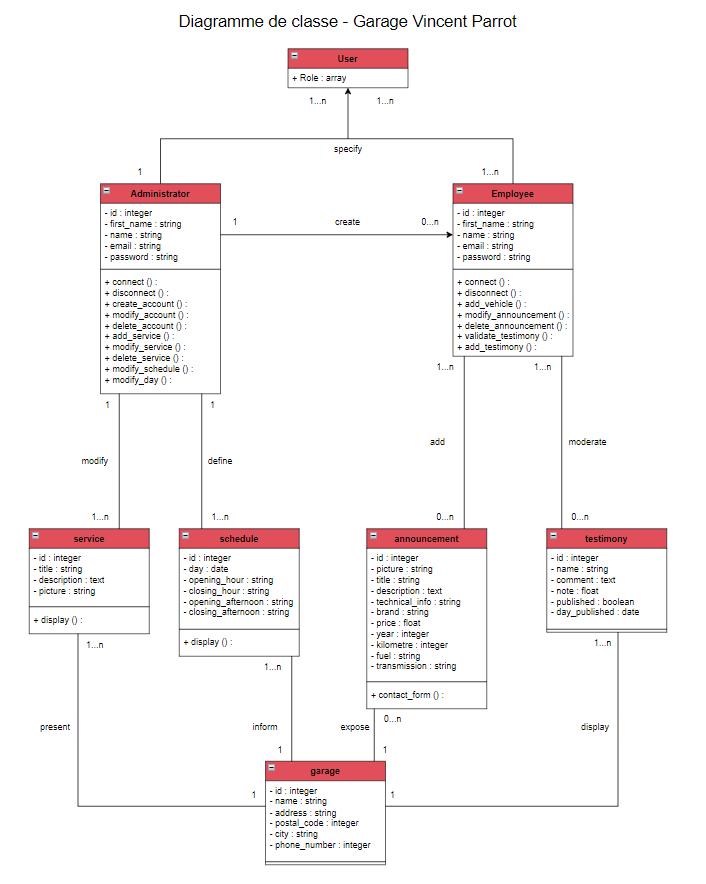 Diagramme de classe - Garage Vincent Parrot
User
+ Role : array
1...n
1...n
specify
1
1...n
Administrator
- id : integer
- first_name : string
- name : string
- email : string
- password : string
+ connect () :
+ disconnect () :
+ create_account () :
+ modify_account () :
+ delete_account () :
+ add_service () :
+ modify_service () :
+ delete_service () :
+ modify_schedule () :
+ modify_day () :
1
create
0...n
Employee
- id : integer
- first_name : string
- name : string
- email : string
- password : string
+ connect () :
+ disconnect () :
+ add_vehicle () :
+ modify_announcement () :
+ delete_announcement () :
+ validate_testimony () :
+ add_testimony () :
1
1
1...n
1...n
modify
define
add
moderate
1...n
1...n
0...n
0...n
service
- id : integer
- title : string
- description : text
- picture : string
+ display () :
schedule
- id : integer
- day : date
- opening_hour : string
- closing_hour : string
- opening_afternoon : string
- closing_afternoon : string
+ display () :
announcement
- id : integer
- picture : string
- title : string
- description : text
- technical_info : string
- brand : string
- price : float
- year : integer
- kilometre : integer
- fuel : string
- transmission : string
+ contact_form () :
testimony
- id : integer
- name : string
- comment : text
- note : float
- published : boolean
- day_published : date
1...n
1...n
0...n
1...n
present
inform
expose
display
1
1
1
1
garage
- id : integer
- name : string
- address : string
- postal_code : integer
- city : string
- phone_number : integer